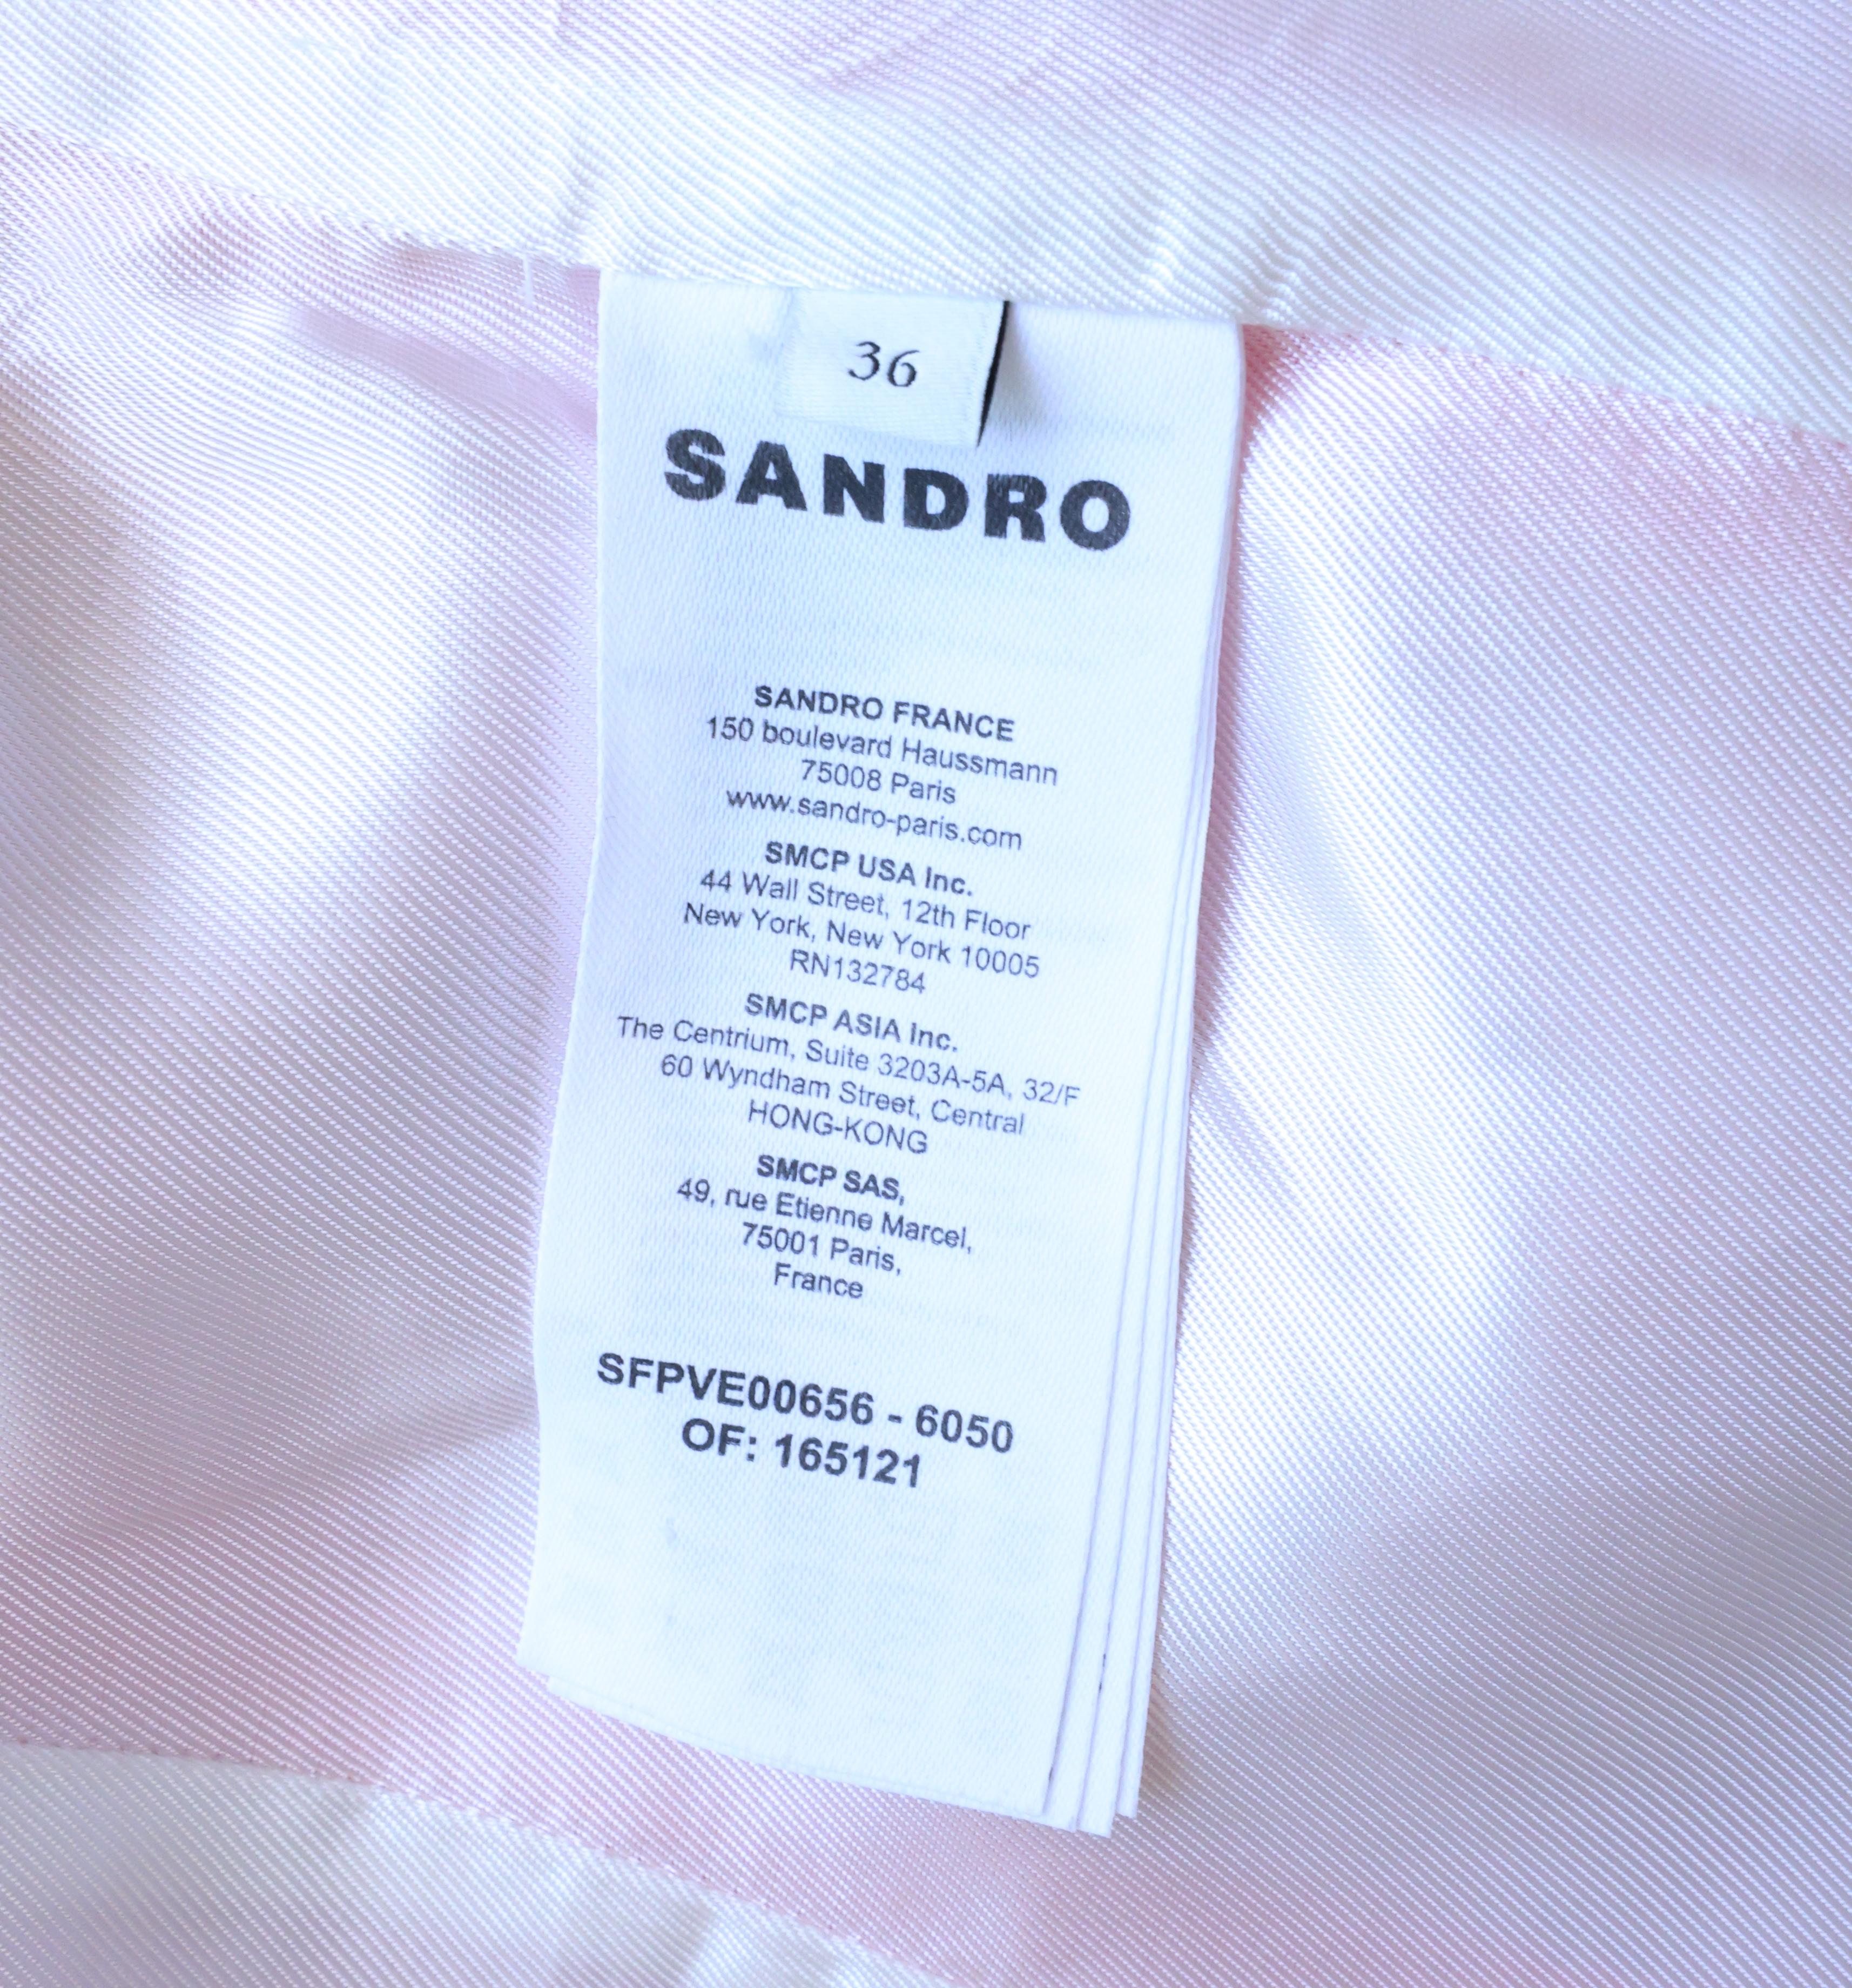 36
SANDRO
SANDRO FRANCE
150 boulevard Haussmann
75008 Paris
www.sandro-paris.com
SMCP USA Inc.
44 Wall Street, 12th Floor
New York, New York 10005
RN132784
SMCP ASIA Inc.
The Centrium, Suite 3203A-5A, 32/F
60 Wyndham Street, Central
HONG-KONG
SMCP SAS,
49, rue Etienne Marcel,
75001 Paris,
France
SFPVE00656 - 6050
OF: 165121